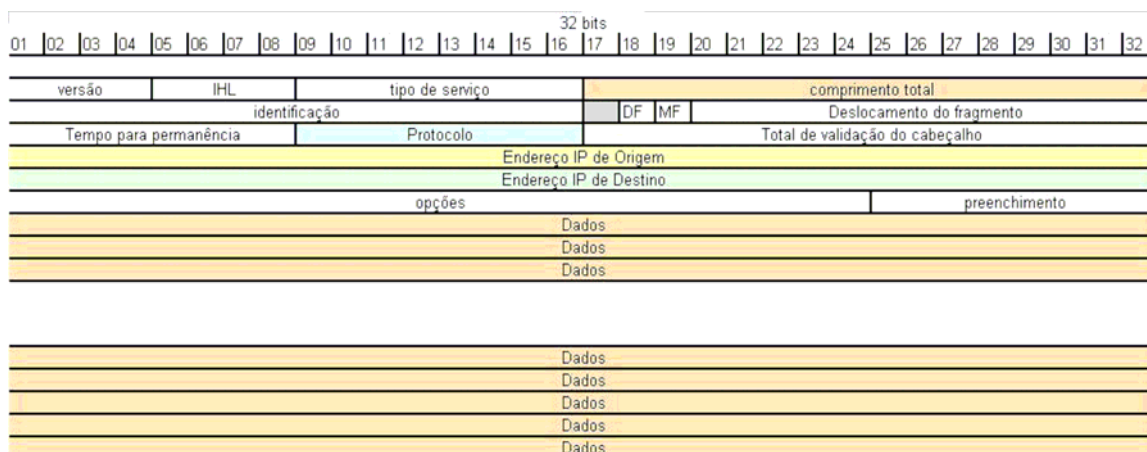 32 bits
01 02 03 04 05 06 07 08 09 10 11 12 13 14 15 16 17 18 19 20 21 22 23 24 25 26 27 28 29 30 31 32
versão IHL tipo de serviço comprimento total
identificação DF MF Deslocamento do fragmento
Tempo para permanência Protocolo Total de validação do cabeçalho
Endereço IP de Origem
Endereço IP de Destino
opções preenchimento
Dados
Dados
Dados
Dados
Dados
Dados
Dados
Dados